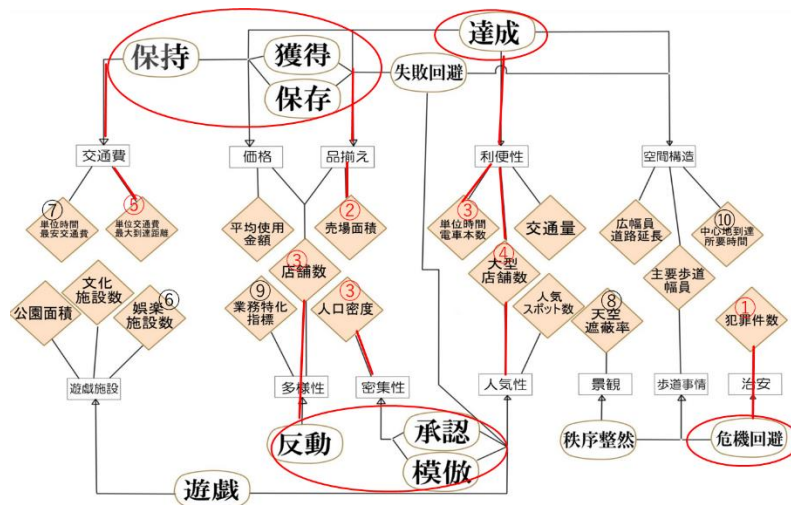 達成
保持
獲得
保存
失敗回避
交通費
価格
品揃え
利便性
空間構造
⑦
単位時間
最安交通費
⑤
単位交通費
最大到達距離
平均使用
金額
②
売場面積
③
単位時間
電車本数
交通量
広幅員
道路延長
⑩
中心地到達
所要時間
③
店舗数
④
大型
店舗数
主要歩道
幅員
公園面積
文化
施設数
⑥
娯楽
施設数
⑨
業務特化
指標
③
人口密度
人気
スポット数
⑧
天空
遮蔽率
①
犯罪件数
遊戯施設
多様性
密集性
人気性
景観
歩道事情
治安
反動
承認
模倣
秩序整然
危機回避
遊戯